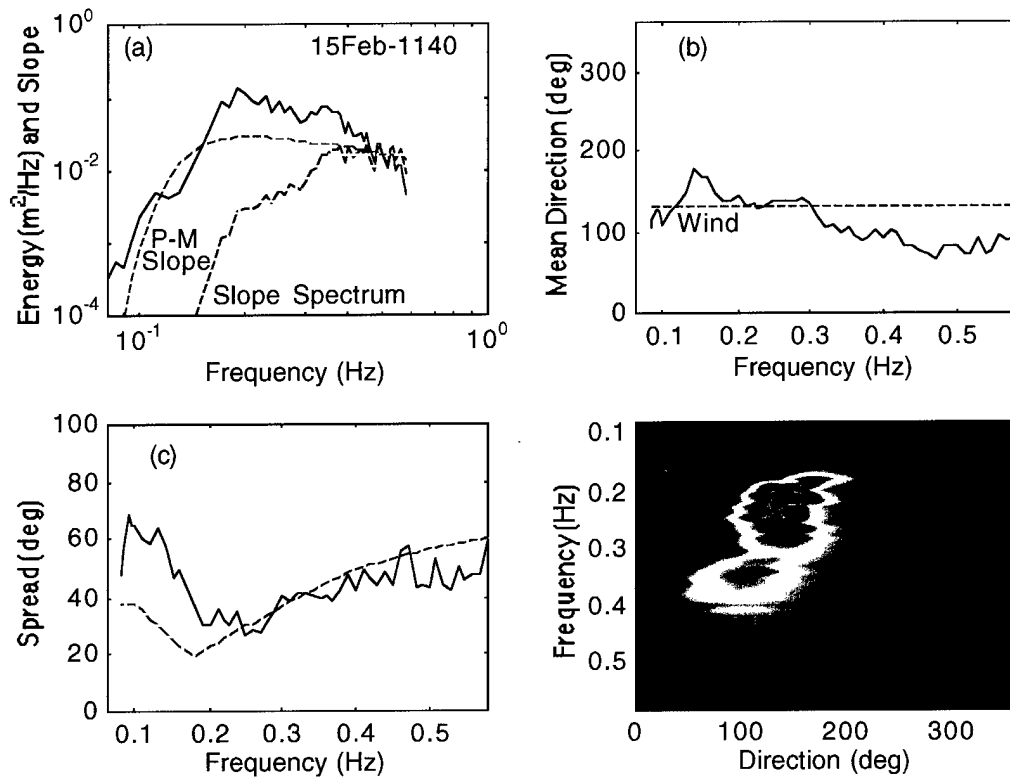 (a)
15Feb-1140
Energy (m²/Hz) and Slope
10⁰
10⁻²
10⁻⁴
P-M
Slope
Slope Spectrum
10⁻¹
10⁰
Frequency (Hz)
(b)
Mean Direction (deg)
300
200
100
0
Wind
0.1 0.2 0.3 0.4 0.5
Frequency (Hz)
(c)
Spread (deg)
100
80
60
40
20
0
0.1 0.2 0.3 0.4 0.5
Frequency (Hz)
Frequency (Hz)
0.1
0.2
0.3
0.4
0.5
0 100 200 300
Direction (deg)